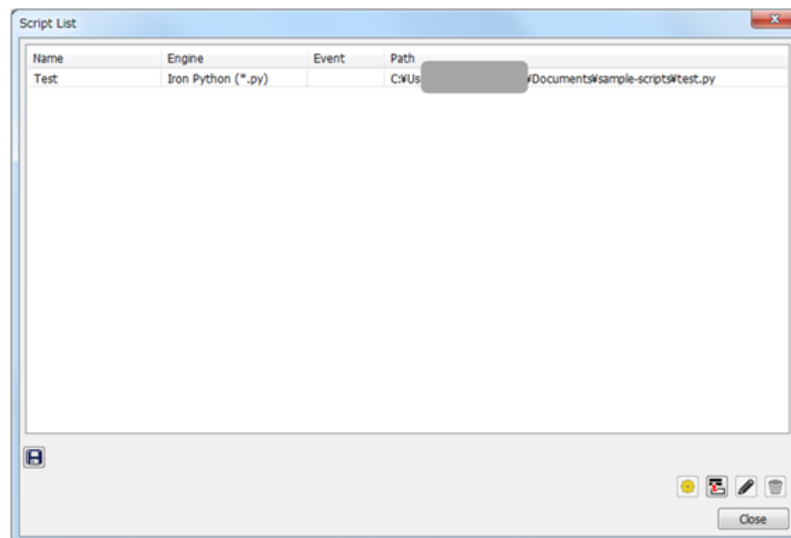 Script List
Name Engine Event Path
Test Iron Python (*.py) C:¥Us ¥Documents¥sample-scripts¥test.py
Close